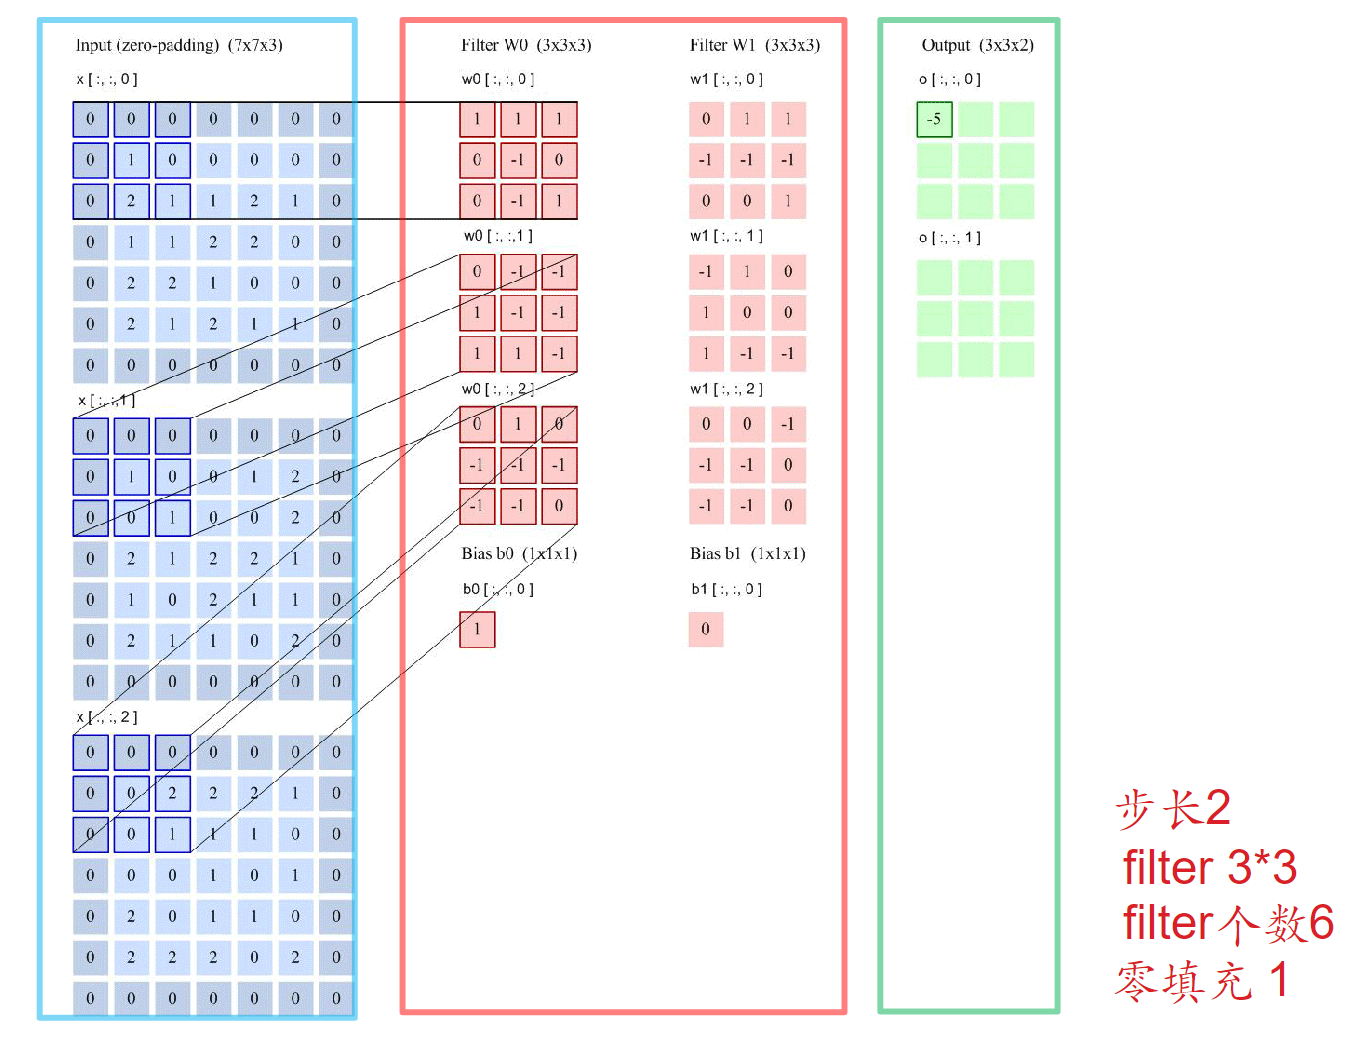 Input (zero-padding) (7x7x3)
x [ :, :, 0 ]
0 0 0 0 0 0 0
0 1 0 0 0 0 0
0 2 1 1 2 1 0
0 1 1 2 2 0 0
0 2 2 1 0 0 0
0 2 1 2 1 1 0
0 0 0 0 0 0 0
x [ :, :,1 ]
0 0 0 0 0 0 0
0 1 0 0 1 2 0
0 0 1 0 0 2 0
0 2 1 2 2 1 0
0 1 0 2 1 1 0
0 2 1 1 0 2 0
0 0 0 0 0 0 0
x [ :, :, 2 ]
0 0 0 0 0 0 0
0 0 2 2 2 1 0
0 0 1 1 1 0 0
0 0 0 1 0 1 0
0 2 0 1 1 0 0
0 2 2 2 0 2 0
0 0 0 0 0 0 0
Filter W0 (3x3x3)
w0 [ :, :, 0 ]
1 1 1
0 -1 0
0 -1 1
w0 [ :, :,1 ]
0 -1 -1
1 -1 -1
1 1 -1
w0 [ :, :, 2 ]
0 1 0
-1 -1 -1
-1 -1 0
Bias b0 (1x1x1)
b0 [ :, :, 0 ]
1
Filter W1 (3x3x3)
w1 [ :, :, 0 ]
0 1 1
-1 -1 -1
0 0 1
w1 [ :, :, 1 ]
-1 1 0
1 0 0
1 -1 -1
w1 [ :, :, 2 ]
0 0 -1
-1 -1 0
-1 -1 0
Bias b1 (1x1x1)
b1 [ :, :, 0 ]
0
Output (3x3x2)
o [ :, :, 0 ]
-5
o [ :, :, 1 ]
步长2
filter 3*3
filter个数6
零填充 1